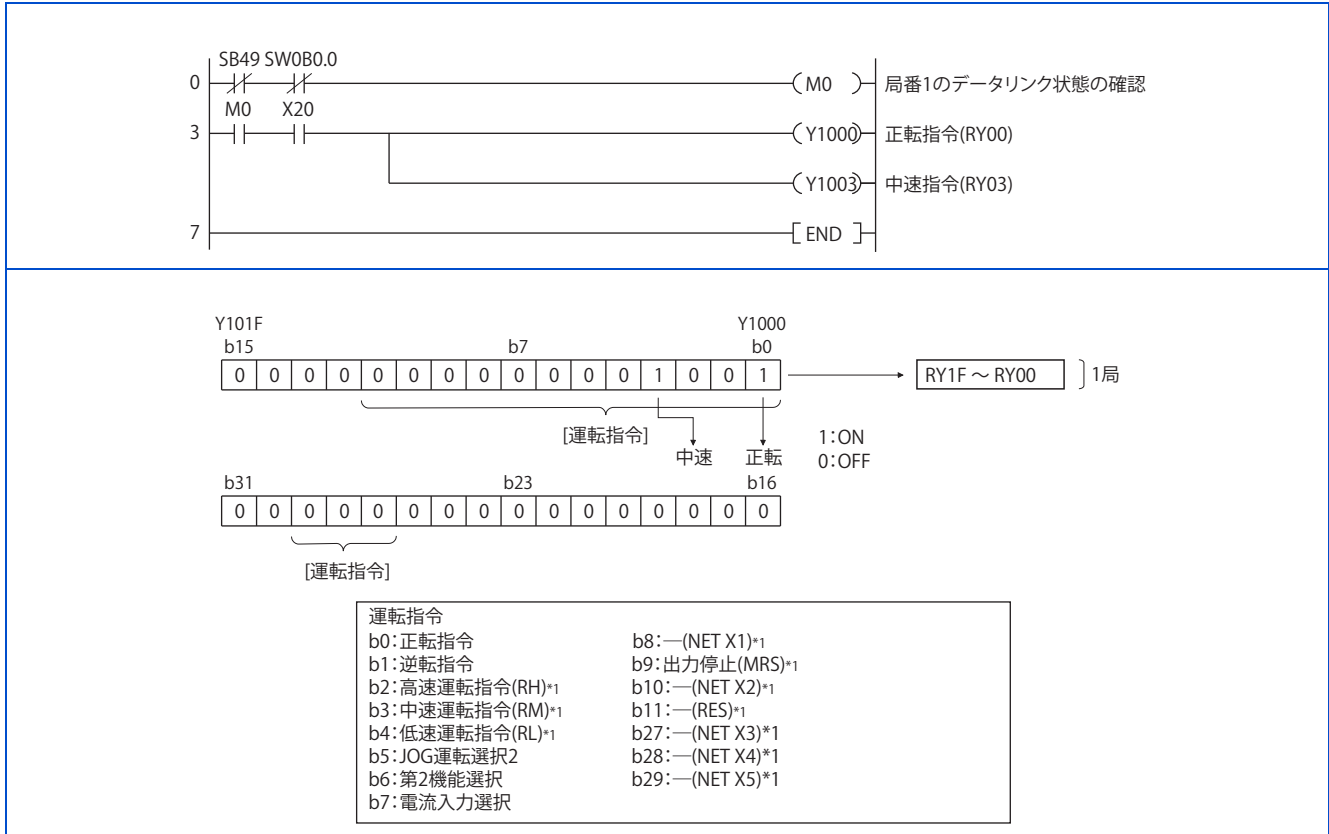 SB49 SW0B0.0
0 M0 局番1のデータリンク状態の確認
M0 X20
3 Y1000 正転指令(RY00)
Y1003 中速指令(RY03)
7 END
Y101F Y1000
b15 b7 b0
0 0 0 0 0 0 0 0 0 0 0 0 1 0 0 1 RY1F ～ RY00 1局
[運転指令] 1:ON
中速 正転 0:OFF
b31 b23 b16
0 0 0 0 0 0 0 0 0 0 0 0 0 0 0 0
[運転指令]
運転指令
b0:正転指令 b8:―(NET X1)*1
b1:逆転指令 b9:出力停止(MRS)*1
b2:高速運転指令(RH)*1 b10:―(NET X2)*1
b3:中速運転指令(RM)*1 b11:―(RES)*1
b4:低速運転指令(RL)*1 b27:―(NET X3)*1
b5:JOG運転選択2 b28:―(NET X4)*1
b6:第2機能選択 b29:―(NET X5)*1
b7:電流入力選択